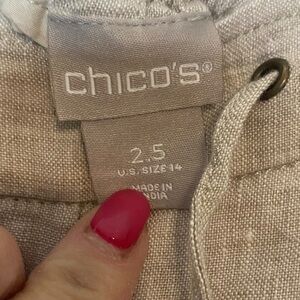 chico's®
2.5
U.S. SIZE 14
MADE IN
INDIA